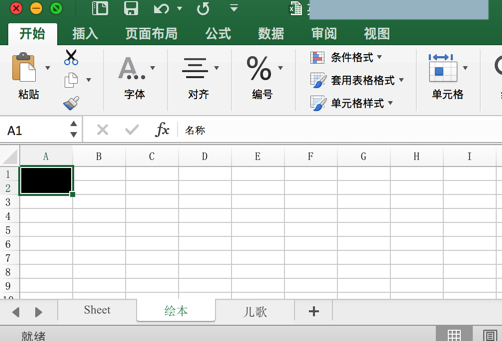 开始 插入 页面布局 公式 数据 审阅 视图
粘贴 字体 对齐 编号 条件格式 套用表格格式 单元格样式 单元格
A1 fx 名称
A B C D E F G H I
1
2
3
4
5
6
7
8
9
Sheet 绘本 儿歌 +
就绪